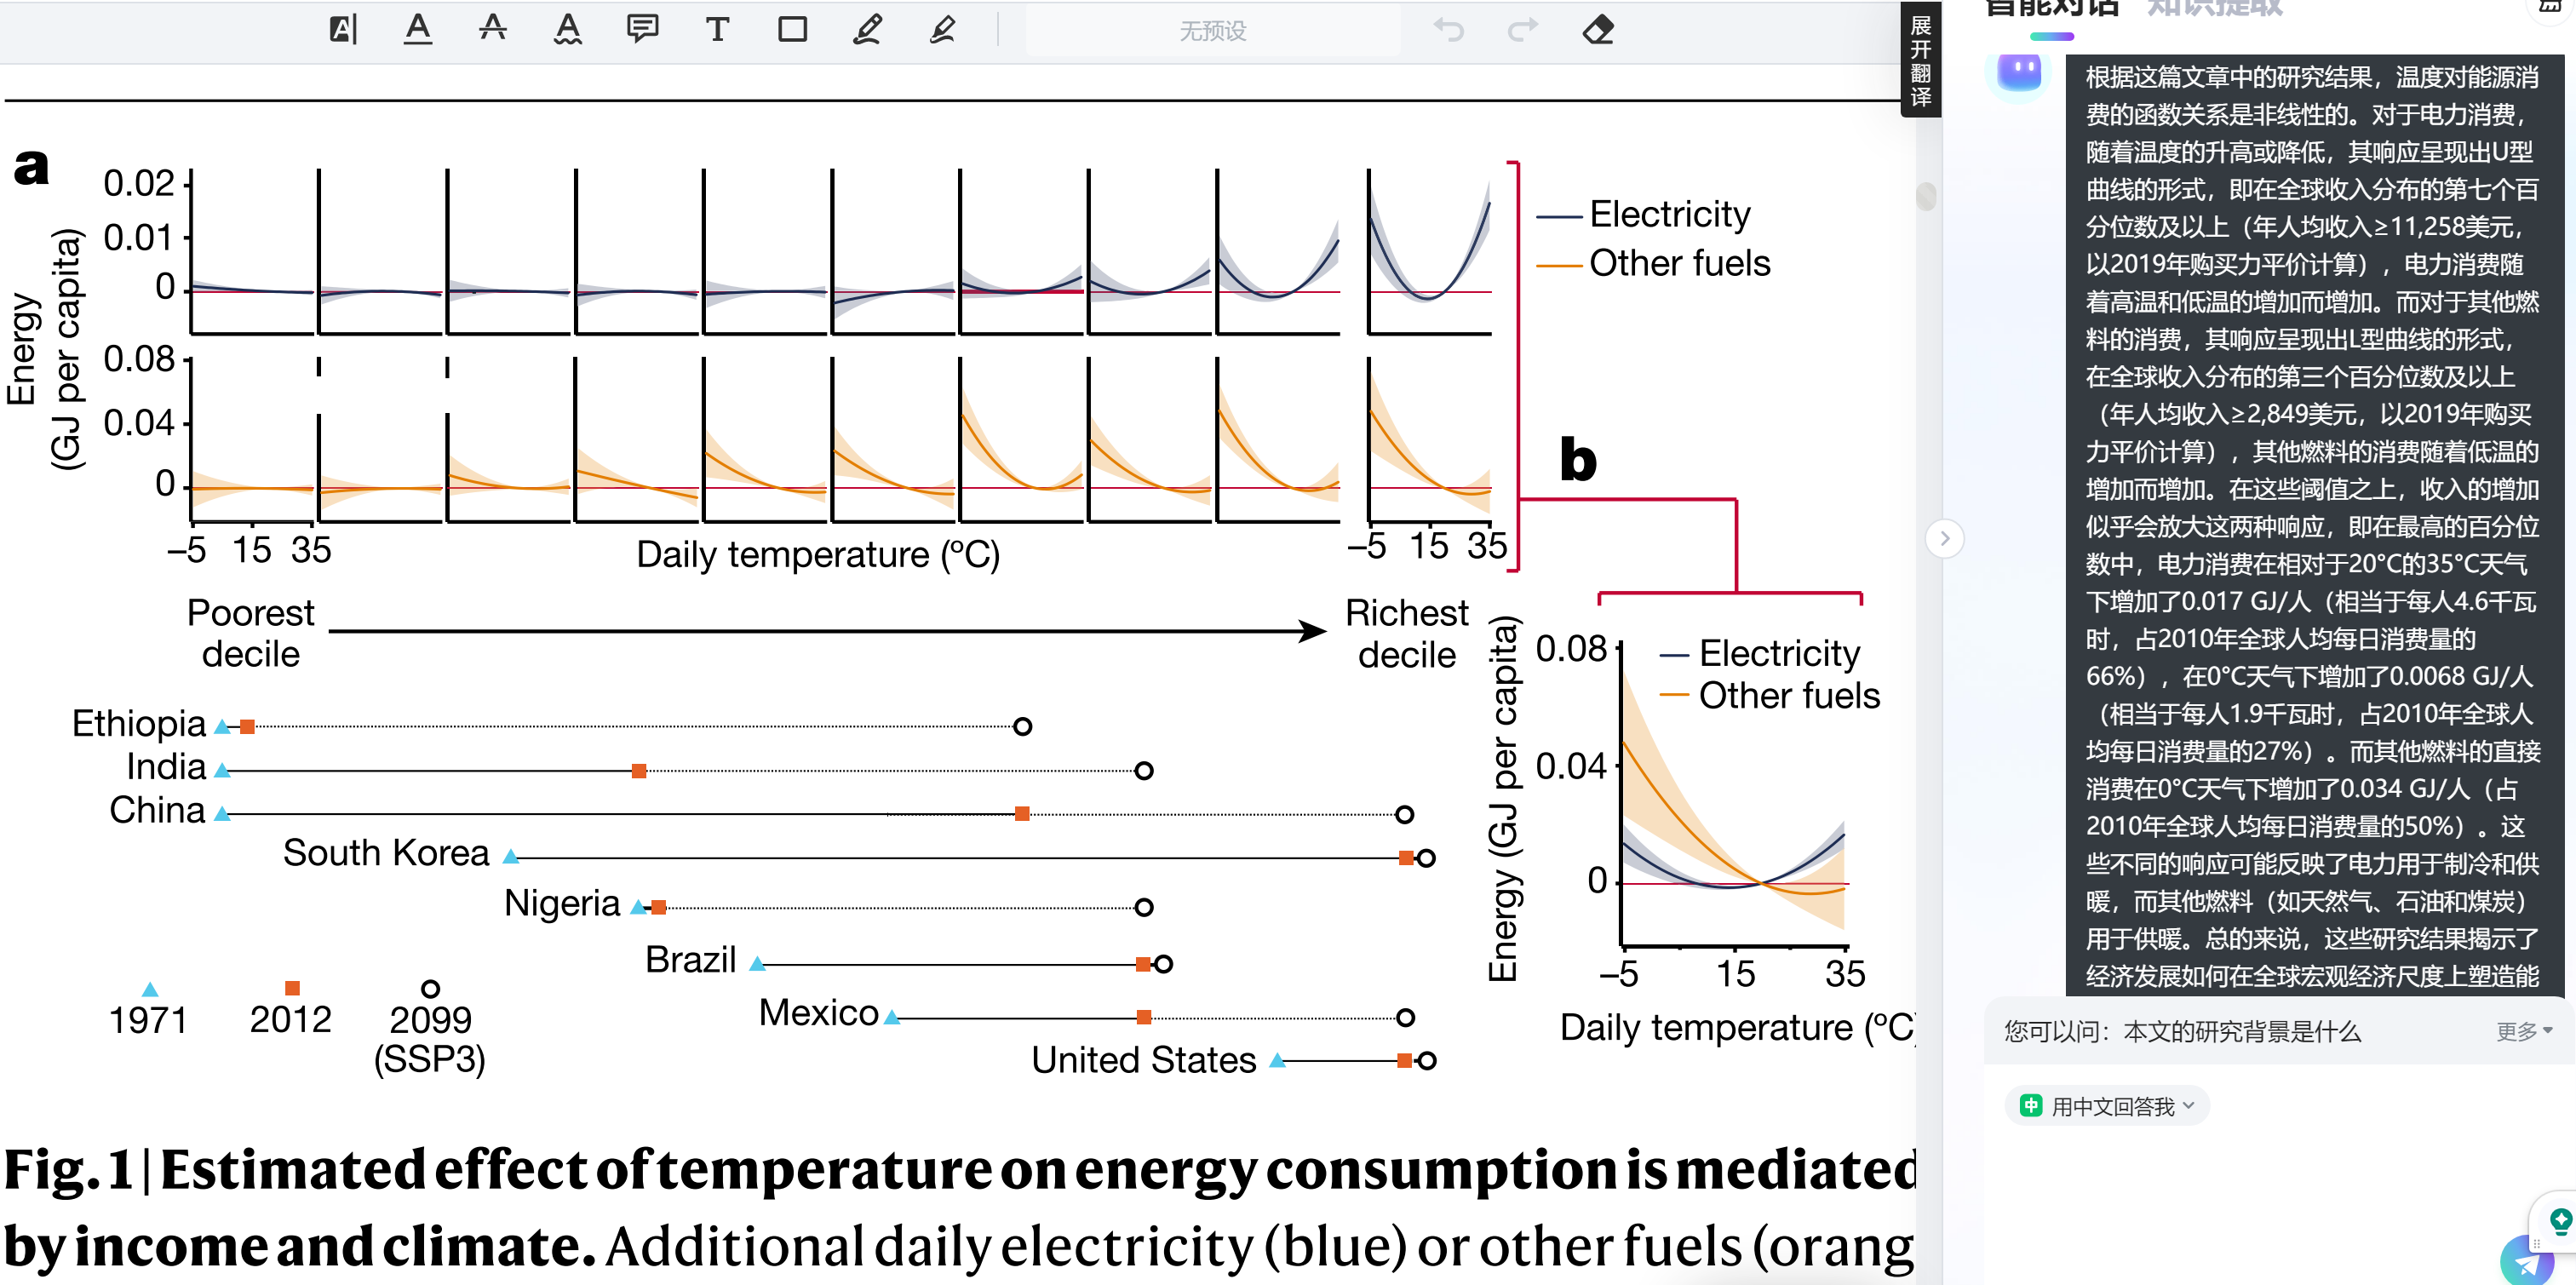 无预设
展开翻译
a
0.02
0.01
0
Energy
(GJ per capita)
0.08
0.04
0
Electricity
Other fuels
–5 15 35
Daily temperature (ºC)
–5 15 35
Poorest
decile
Richest
decile
Ethiopia
India
China
South Korea
Nigeria
Brazil
Mexico
United States
1971
2012
2099
(SSP3)
b
Energy (GJ per capita)
0.08
0.04
0
Electricity
Other fuels
–5 15 35
Daily temperature (ºC)
Fig. 1 | Estimated effect of temperature on energy consumption is mediated
by income and climate. Additional daily electricity (blue) or other fuels (orang
智能对话 知识提取
根据这篇文章中的研究结果，温度对能源消
费的函数关系是非线性的。对于电力消费，
随着温度的升高或降低，其响应呈现出U型
曲线的形式，即在全球收入分布的第七个百
分位数及以上（年人均收入≥11,258美元，
以2019年购买力平价计算），电力消费随
着高温和低温的增加而增加。而对于其他燃
料的消费，其响应呈现出L型曲线的形式，
在全球收入分布的第三个百分位数及以上
（年人均收入≥2,849美元，以2019年购买
力平价计算），其他燃料的消费随着低温的
增加而增加。在这些阈值之上，收入的增加
似乎会放大这两种响应，即在最高的百分位
数中，电力消费在相对于20°C的35°C天气
下增加了0.017 GJ/人（相当于每人4.6千瓦
时，占2010年全球人均每日消费量的
66%），在0°C天气下增加了0.0068 GJ/人
（相当于每人1.9千瓦时，占2010年全球人
均每日消费量的27%）。而其他燃料的直接
消费在0°C天气下增加了0.034 GJ/人（占
2010年全球人均每日消费量的50%）。这
些不同的响应可能反映了电力用于制冷和供
暖，而其他燃料（如天然气、石油和煤炭）
用于供暖。总的来说，这些研究结果揭示了
经济发展如何在全球宏观经济尺度上塑造能
您可以问：本文的研究背景是什么
更多
中 用中文回答我